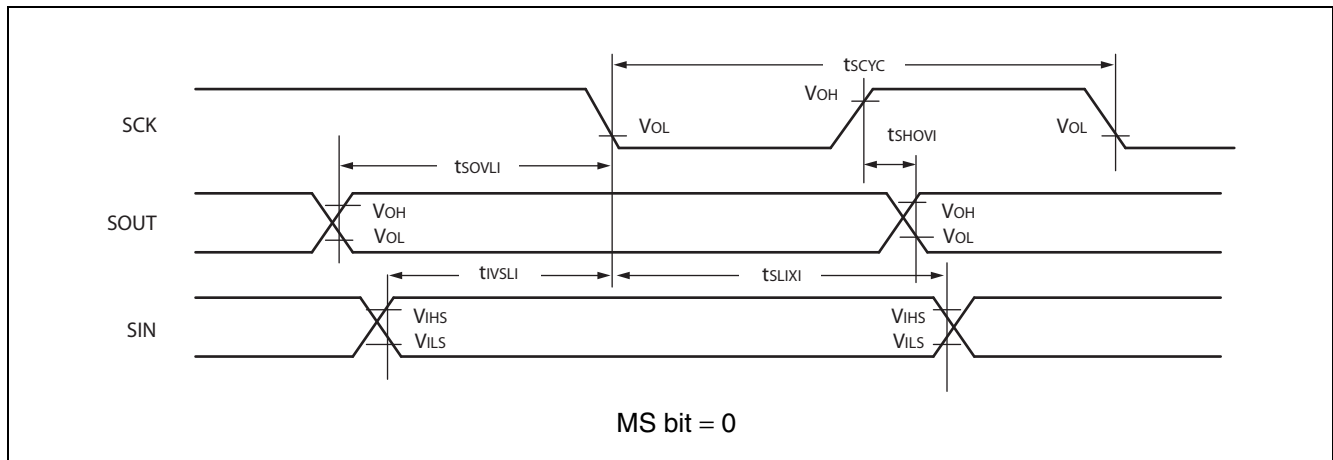 tSCYC
VOH
SCK
VOL
VOL
tSHOVI
tSOVLI
SOUT
VOH
VOL
VOH
VOL
tIVSLI
tSLIXI
SIN
VIHS
VILS
VIHS
VILS
MS bit = 0